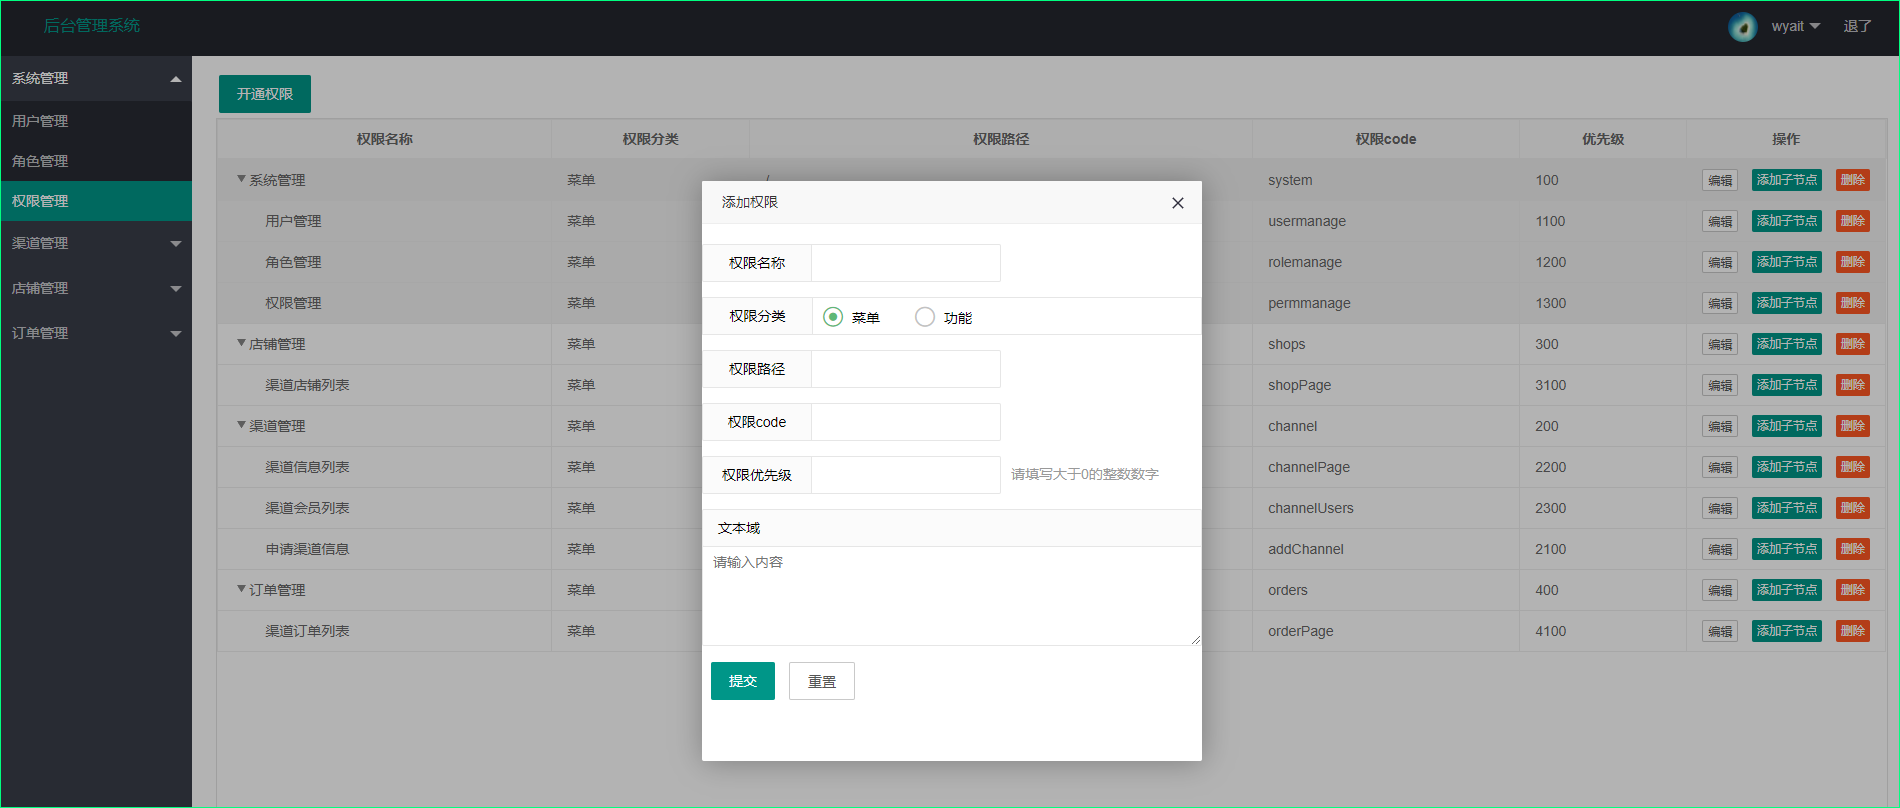 后台管理系统
wyait
退了
系统管理
用户管理
角色管理
权限管理
渠道管理
店铺管理
订单管理
开通权限
权限名称 权限分类 权限路径 权限code 优先级 操作
系统管理 菜单 / system 100 编辑 添加子节点 删除
用户管理 菜单 usermanage 1100 编辑 添加子节点 删除
角色管理 菜单 rolemanage 1200 编辑 添加子节点 删除
权限管理 菜单 permmanage 1300 编辑 添加子节点 删除
店铺管理 菜单 shops 300 编辑 添加子节点 删除
渠道店铺列表 菜单 shopPage 3100 编辑 添加子节点 删除
渠道管理 菜单 channel 200 编辑 添加子节点 删除
渠道信息列表 菜单 channelPage 2200 编辑 添加子节点 删除
渠道会员列表 菜单 channelUsers 2300 编辑 添加子节点 删除
申请渠道信息 菜单 addChannel 2100 编辑 添加子节点 删除
订单管理 菜单 orders 400 编辑 添加子节点 删除
渠道订单列表 菜单 orderPage 4100 编辑 添加子节点 删除
添加权限
权限名称
权限分类 菜单 功能
权限路径
权限code
权限优先级 请填写大于0的整数数字
文本域
请输入内容
提交 重置